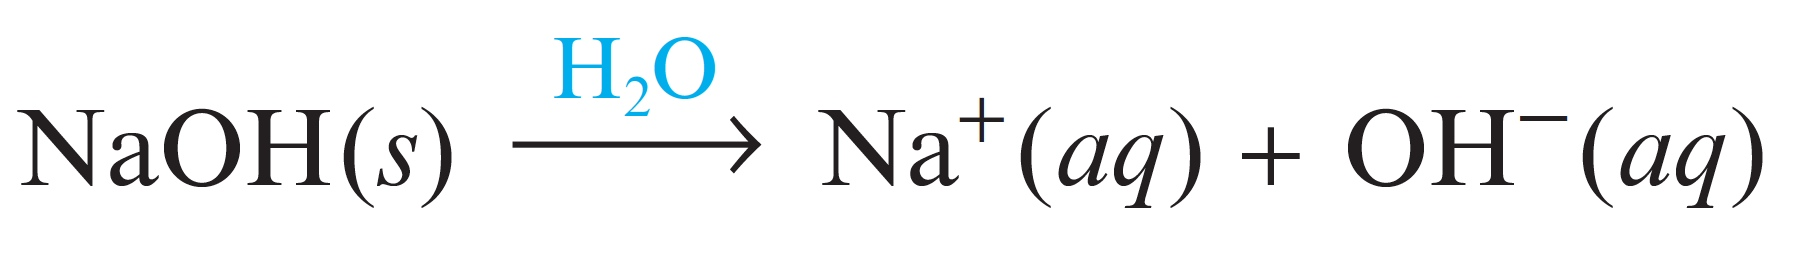 H₂O
NaOH(s) ⟶ Na⁺(aq) + OH⁻(aq)